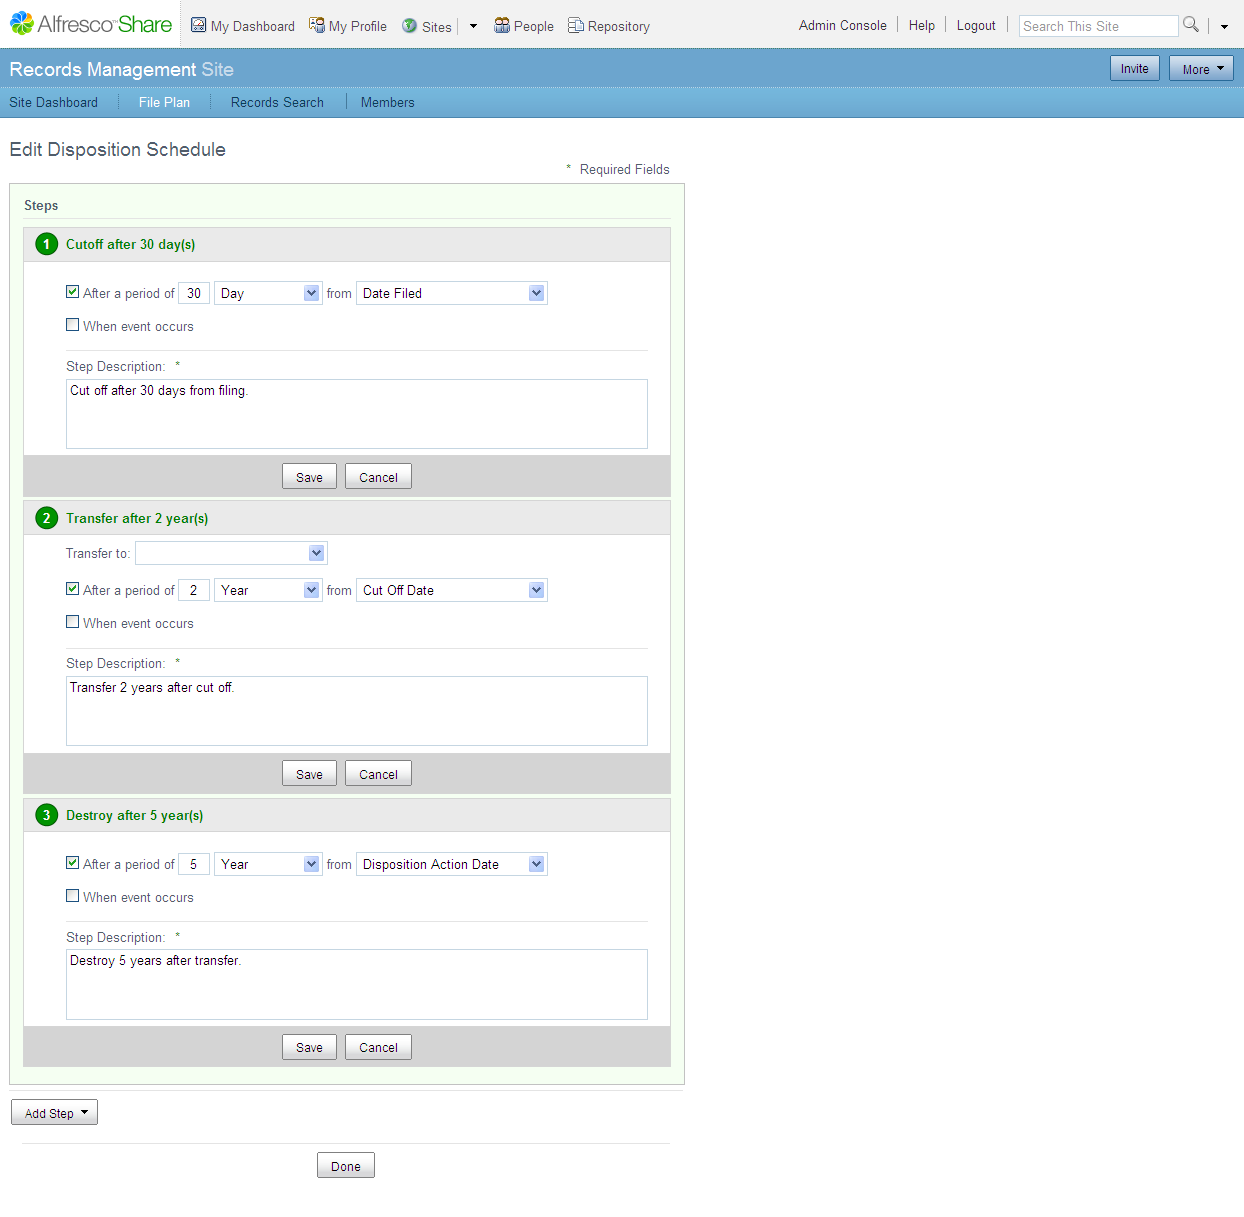 Alfresco™ Share My Dashboard My Profile Sites People Repository Admin Console Help Logout Search This Site
Records Management Site Invite More
Site Dashboard File Plan Records Search Members
Edit Disposition Schedule
* Required Fields
Steps
1 Cutoff after 30 day(s)
After a period of 30 Day from Date Filed
When event occurs
Step Description: *
Cut off after 30 days from filing.
Save Cancel
2 Transfer after 2 year(s)
Transfer to:
After a period of 2 Year from Cut Off Date
When event occurs
Step Description: *
Transfer 2 years after cut off.
Save Cancel
3 Destroy after 5 year(s)
After a period of 5 Year from Disposition Action Date
When event occurs
Step Description: *
Destroy 5 years after transfer.
Save Cancel
Add Step
Done